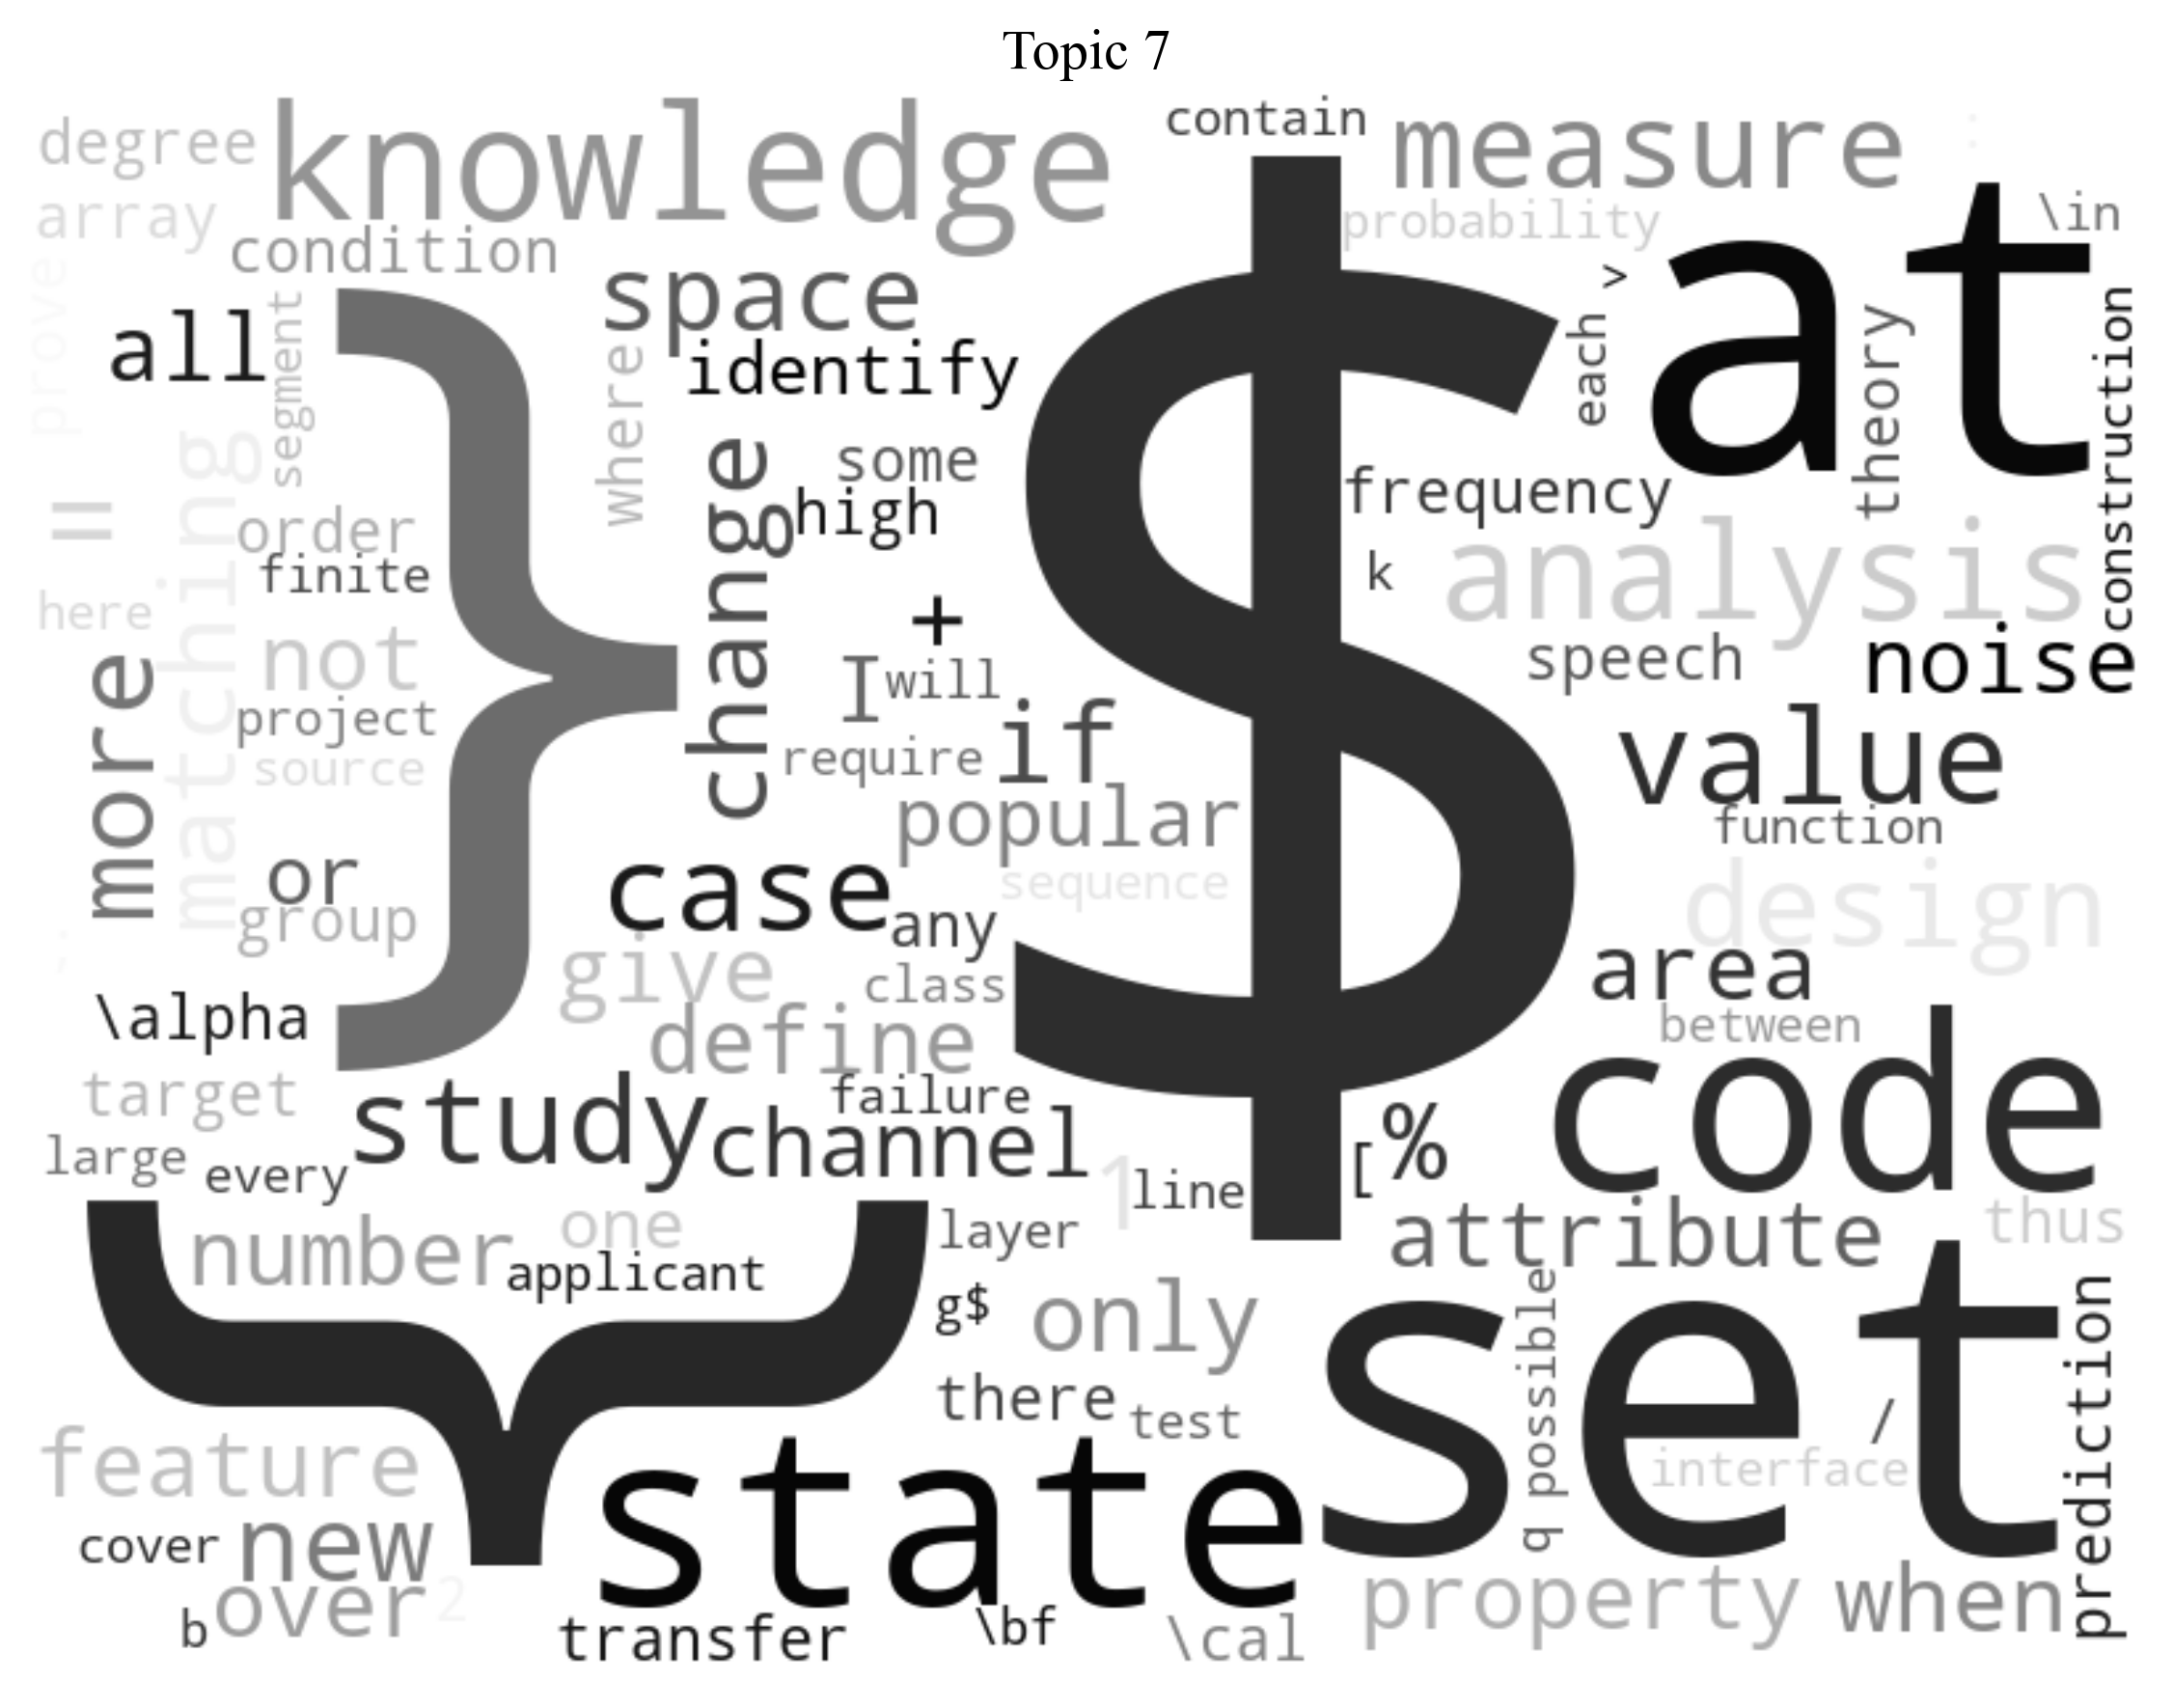 Topic 7
degree
knowledge
contain
measure
:
array
probability
\in
condition
at
prove
all
segment
}
space
where
identify
>
each
theory
construction
matching
=
change
some
high
$
frequency
order
finite
k
analysis
here
not
+
speech
noise
more
project
I
will
if
value
source
require
popular
function
or
case
sequence
design
group
any
;
give
class
area
\alpha
define
between
target
study
failure
code
large
every
channel
1
line
[
%
}
number
one
applicant
layer
attribute
thus
g$
only
set
possible
prediction
there
test
/
feature
state
interface
q
cover
new
over
2
property
when
b
transfer
\bf
\cal